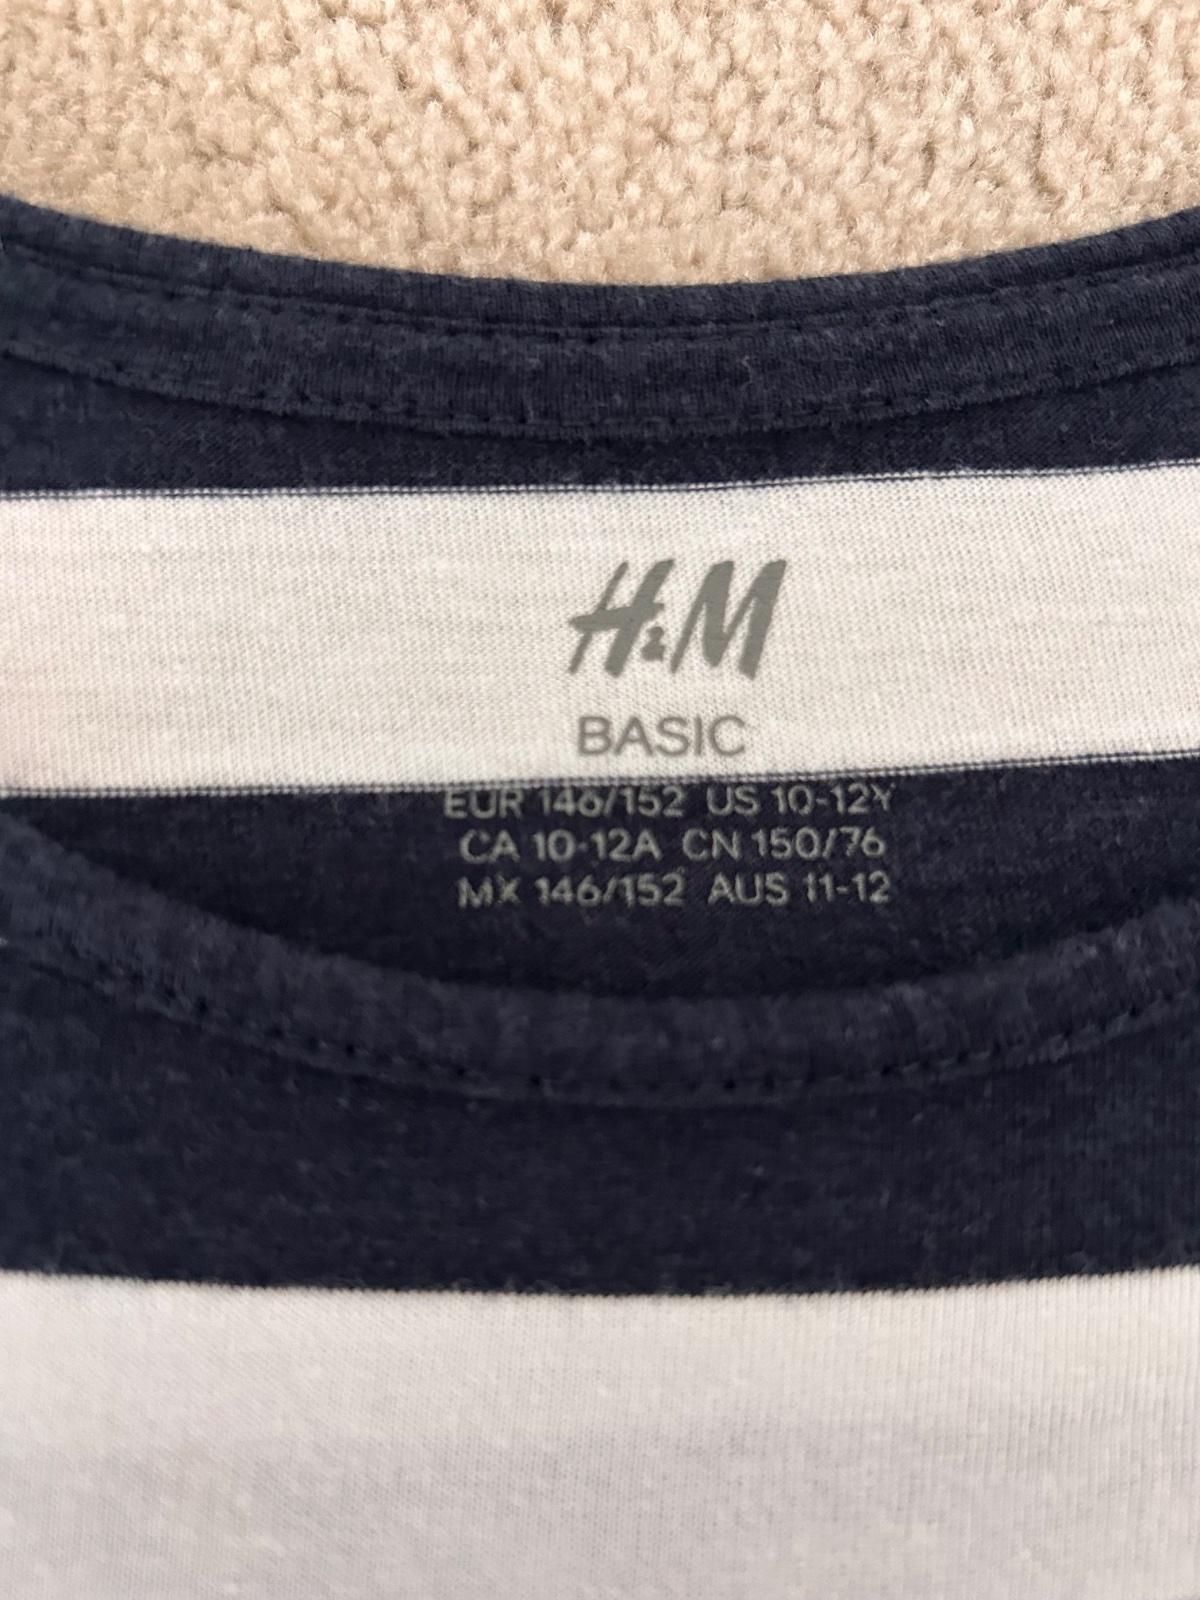 H&M
BASIC
EUR 146/152 US 10-12Y
CA 10-12A CN 150/76
MX 146/152 AUS 11-12